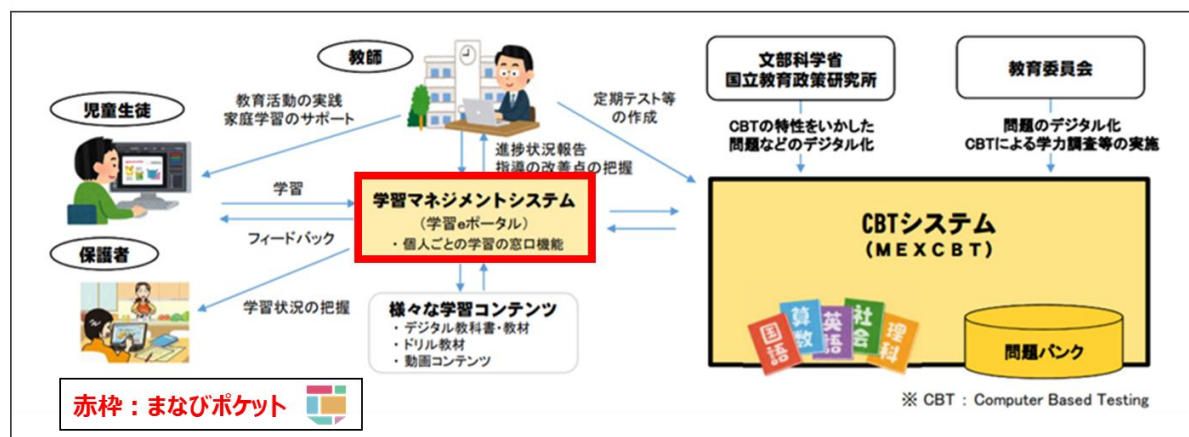 教師
児童生徒
教育活動の実践
家庭学習のサポート
定期テスト等
の作成
文部科学省
国立教育政策研究所
教育委員会
CBTの特性をいかした
問題などのデジタル化
問題のデジタル化
CBTによる学力調査等の実施
進捗状況報告
指導の改善点の把握
学習
フィードバック
学習マネジメントシステム
(学習eポータル)
・個人ごとの学習の窓口機能
CBTシステム
(MEXCBT)
保護者
学習状況の把握
様々な学習コンテンツ
・デジタル教科書・教材
・ドリル教材
・動画コンテンツ
国語
算数
英語
社会
理科
問題バンク
赤枠：まなびポケット
※ CBT : Computer Based Testing